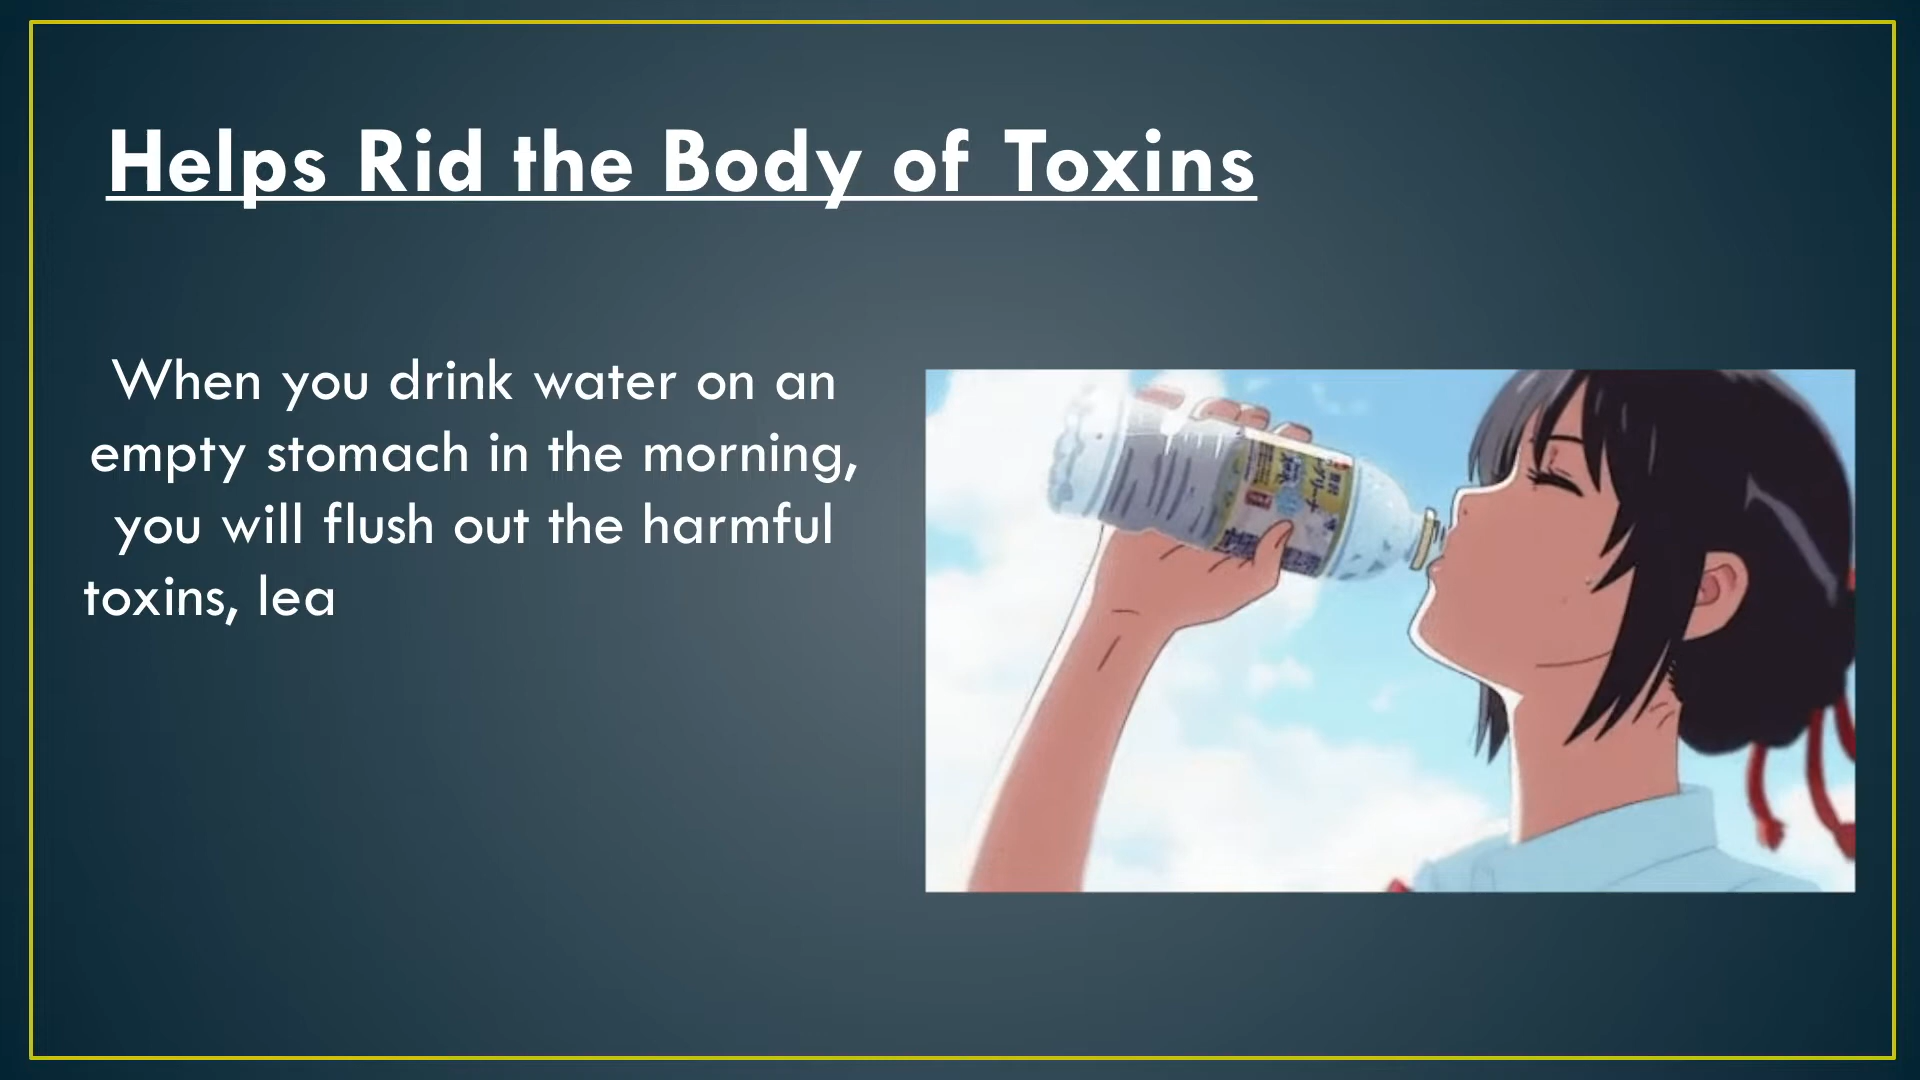 Helps Rid the Body of Toxins
When you drink water on an
empty stomach in the morning,
you will flush out the harmful
toxins, lea